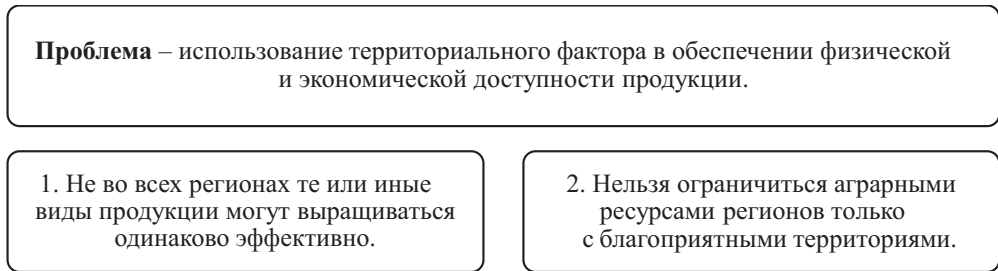 Проблема – использование территориального фактора в обеспечении физической
и экономической доступности продукции.
1. Не во всех регионах те или иные
виды продукции могут выращиваться
одинаково эффективно.
2. Нельзя ограничиться аграрными
ресурсами регионов только
с благоприятными территориями.